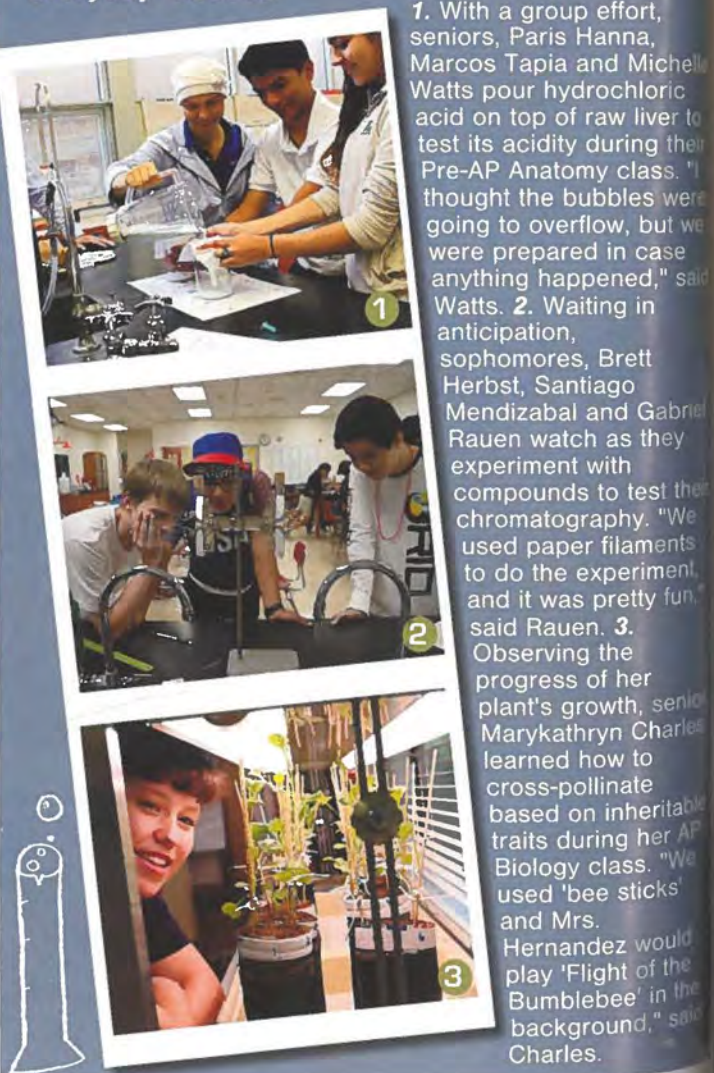 1. With a group effort,
seniors, Paris Hanna,
Marcos Tapia and Michelle
Watts pour hydrochloric
acid on top of raw liver to
test its acidity during their
Pre-AP Anatomy class. "I
thought the bubbles were
going to overflow, but we
were prepared in case
anything happened," said
Watts. 2. Waiting in
anticipation,
sophomores, Brett
Herbst, Santiago
Mendizabal and Gabriel
Rauen watch as they
experiment with
compounds to test their
chromatography. "We
used paper filaments
to do the experiment,
and it was pretty fun,"
said Rauen. 3.
Observing the
progress of her
plant's growth, senior
Marykathryn Charles
learned how to
cross-pollinate
based on inheritable
traits during her AP
Biology class. "We
used 'bee sticks'
and Mrs.
Hernandez would
play 'Flight of the
Bumblebee' in the
background," said
Charles.
1
2
3